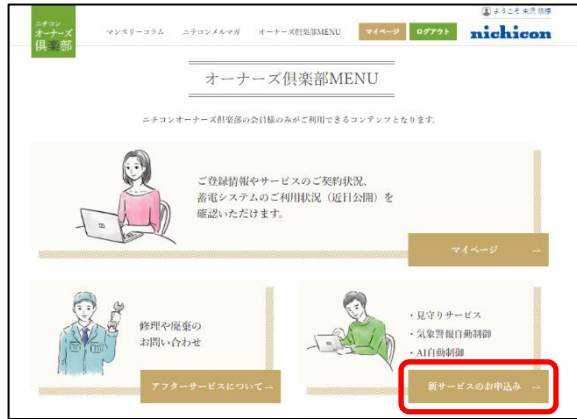 ようこそ
ニチコン
オーナーズ
倶楽部
マンスリーコラム
ニチコンメルマガ
オーナーズ倶楽部MENU
マイページ
ログアウト
nichicon
オーナーズ倶楽部MENU
ニチコンオーナーズ倶楽部の会員様のみがご利用できるコンテンツとなります。
ご登録情報やサービスのご契約状況、
蓄電システムのご利用状況（近日公開）を
確認いただけます。
マイページ →
修理や廃棄の
お問い合わせ
アフターサービスについて→
・見守りサービス
・気象警報自動制御
・AI自動制御
新サービスのお申込み →